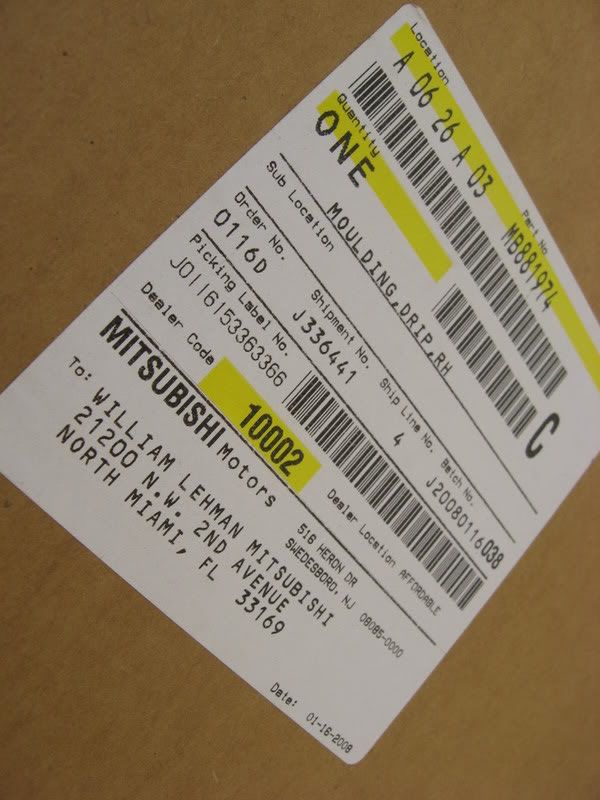 Location Part No
A 06 26 A 03 MB881974
Quantity
ONE MOULDING,DRIP,RH C
Sub Location
Order No. Shipment No. Ship Line No. Batch No.
0116D J336441 4 J20080116038
Picking Label No.
J0116153363366
Dealer Code 10002 Dealer Location AFFORDABLE
MITSUBISHI Motors 516 HERON DR
SWEDESBORO, NJ 08085-0000
To: WILLIAM LEHMAN MITSUBISHI
21200 N.W. 2ND AVENUE
NORTH MIAMI, FL 33169
Date: 01-16-2008